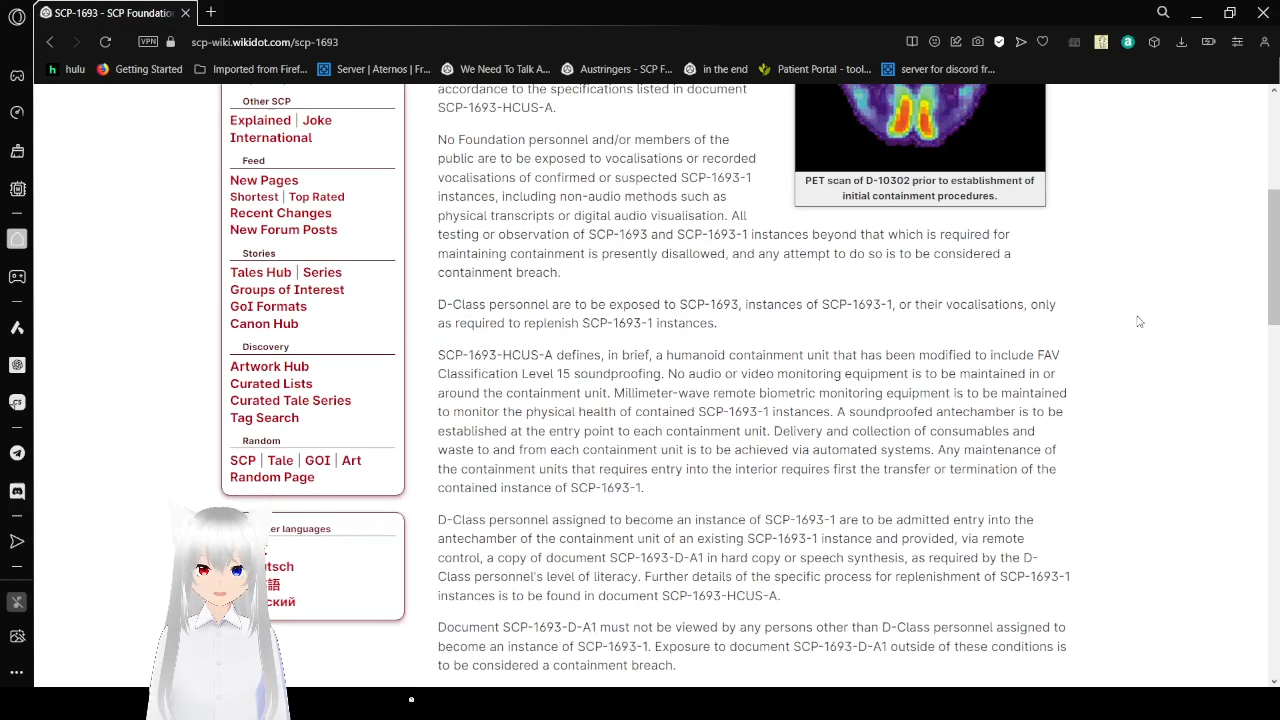 SCP-1693 - SCP Foundation
scp-wiki.wikidot.com/scp-1693
VPN
hulu
Getting Started
Imported from Firef...
Server | Aternos | Fr...
We Need To Talk A...
Austringers - SCP F...
in the end
Patient Portal - tool...
server for discord fr...
Other SCP
Explained | Joke
International
Feed
New Pages
Shortest | Top Rated
Recent Changes
New Forum Posts
Stories
Tales Hub | Series
Groups of Interest
GoI Formats
Canon Hub
Discovery
Artwork Hub
Curated Lists
Curated Tale Series
Tag Search
Random
SCP | Tale | GOI | Art
Random Page
er languages
utsch
語
ский
accordance to the specifications listed in document
SCP-1693-HCUS-A.
No Foundation personnel and/or members of the
public are to be exposed to vocalisations or recorded
vocalisations of confirmed or suspected SCP-1693-1
instances, including non-audio methods such as
physical transcripts or digital audio visualisation. All
testing or observation of SCP-1693 and SCP-1693-1 instances beyond that which is required for
maintaining containment is presently disallowed, and any attempt to do so is to be considered a
containment breach.
PET scan of D-10302 prior to establishment of
initial containment procedures.
D-Class personnel are to be exposed to SCP-1693, instances of SCP-1693-1, or their vocalisations, only
as required to replenish SCP-1693-1 instances.
SCP-1693-HCUS-A defines, in brief, a humanoid containment unit that has been modified to include FAV
Classification Level 15 soundproofing. No audio or video monitoring equipment is to be maintained in or
around the containment unit. Millimeter-wave remote biometric monitoring equipment is to be maintained
to monitor the physical health of contained SCP-1693-1 instances. A soundproofed antechamber is to be
established at the entry point to each containment unit. Delivery and collection of consumables and
waste to and from each containment unit is to be achieved via automated systems. Any maintenance of
the containment units that requires entry into the interior requires first the transfer or termination of the
contained instance of SCP-1693-1.
D-Class personnel assigned to become an instance of SCP-1693-1 are to be admitted entry into the
antechamber of the containment unit of an existing SCP-1693-1 instance and provided, via remote
control, a copy of document SCP-1693-D-A1 in hard copy or speech synthesis, as required by the D-
Class personnel's level of literacy. Further details of the specific process for replenishment of SCP-1693-1
instances is to be found in document SCP-1693-HCUS-A.
Document SCP-1693-D-A1 must not be viewed by any persons other than D-Class personnel assigned to
become an instance of SCP-1693-1. Exposure to document SCP-1693-D-A1 outside of these conditions is
to be considered a containment breach.